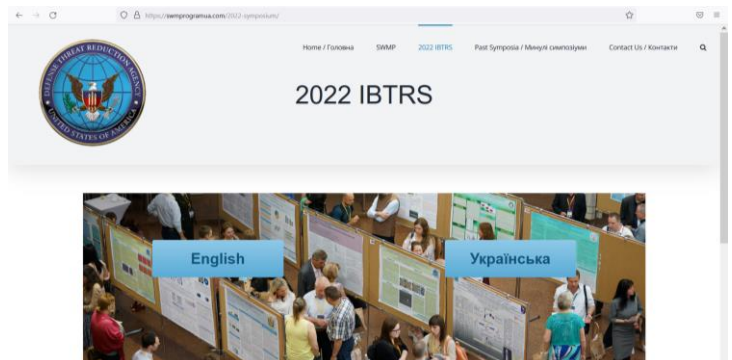 https://swmprogramua.com/2022-symposium/
Home / Головна SWMP 2022 IBTRS Past Symposia / Минулі симпозіуми Contact Us / Контакти
DEFENSE THREAT REDUCTION AGENCY
UNITED STATES OF AMERICA
2022 IBTRS
English Українська